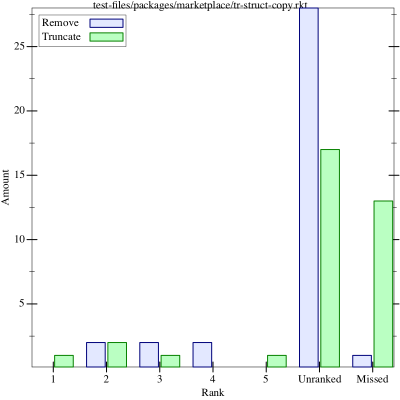 test-files/packages/marketplace/tr-struct-copy.rkt
Remove
Truncate
25
20
15
10
5
Amount
1 2 3 4 5 Unranked Missed
Rank